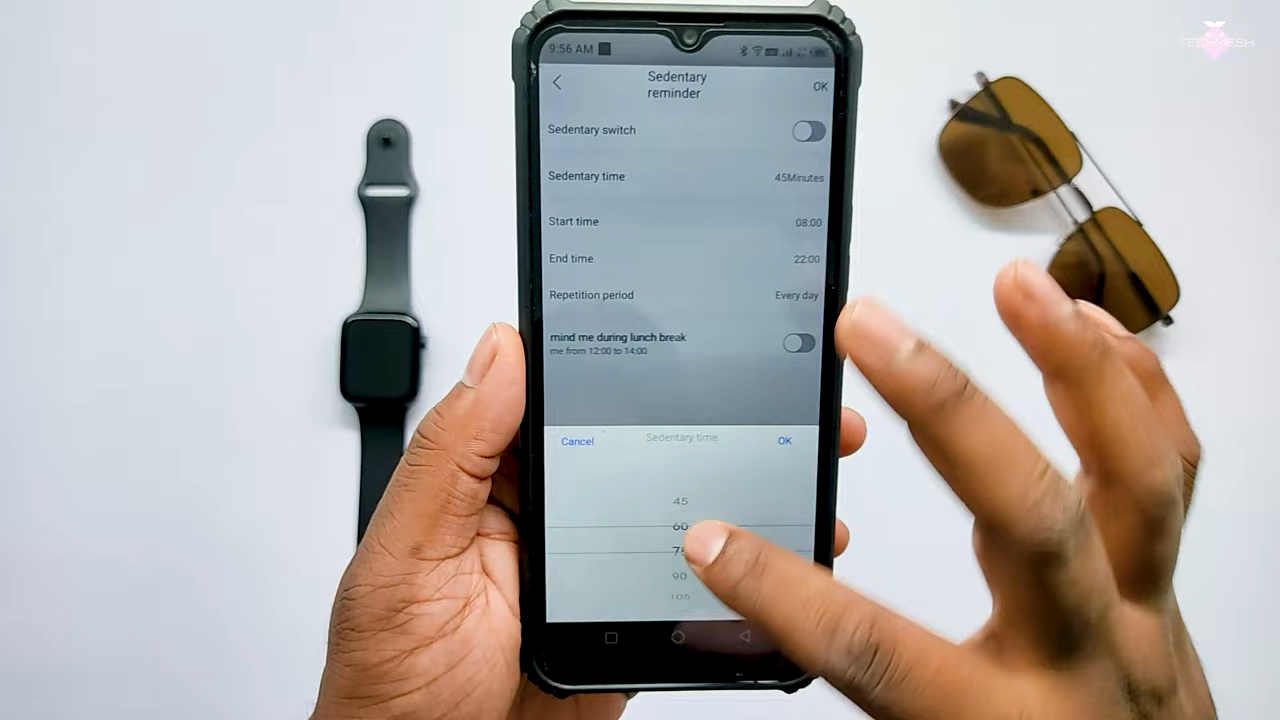 TECHMESH
9:56 AM
Sedentary
reminder
OK
Sedentary switch
Sedentary time 45Minutes
Start time 08:00
End time 22:00
Repetition period Every day
mind me during lunch break
me from 12:00 to 14:00
Cancel Sedentary time OK
45
60
90
105